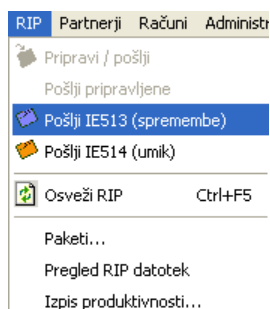 RIP Partnerji Računi Administr
Pripravi / pošlji
Pošlji pripravljene
Pošlji IE513 (spremembe)
Pošlji IE514 (umik)
Osveži RIP Ctrl+F5
Paketi...
Pregled RIP datotek
Izpis produktivnosti...